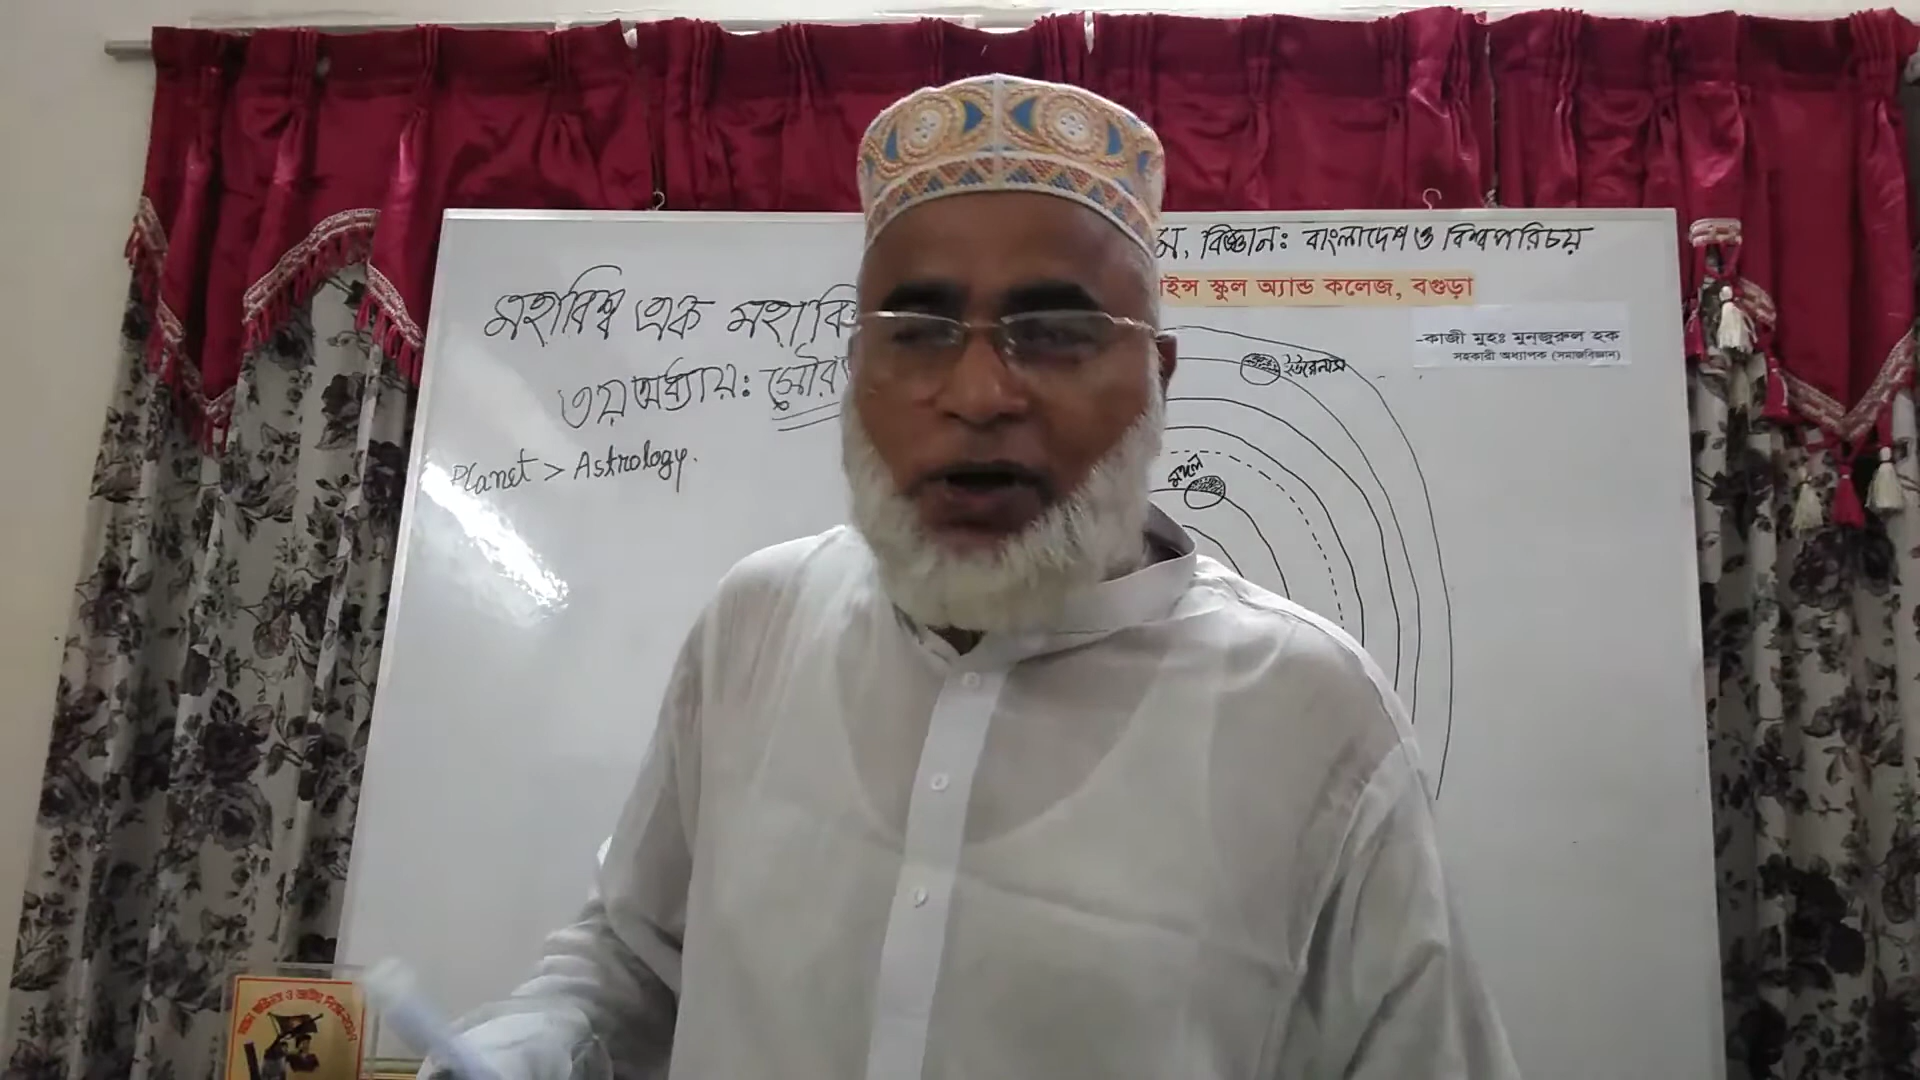 স, বিজ্ঞান: বাংলাদেশ ও বিশ্বপরিচয়
ইন্স স্কুল অ্যান্ড কলেজ, বগুড়া
-কাজী মুহঃ মুনজুরুল হক
সহকারী অধ্যাপক (সমাজবিজ্ঞান)
মহাবিশ্ব এক মহাবি
৩য় অধ্যায়: সৌর
Planet > Astrology.
ইউরেনাস
মঙ্গল